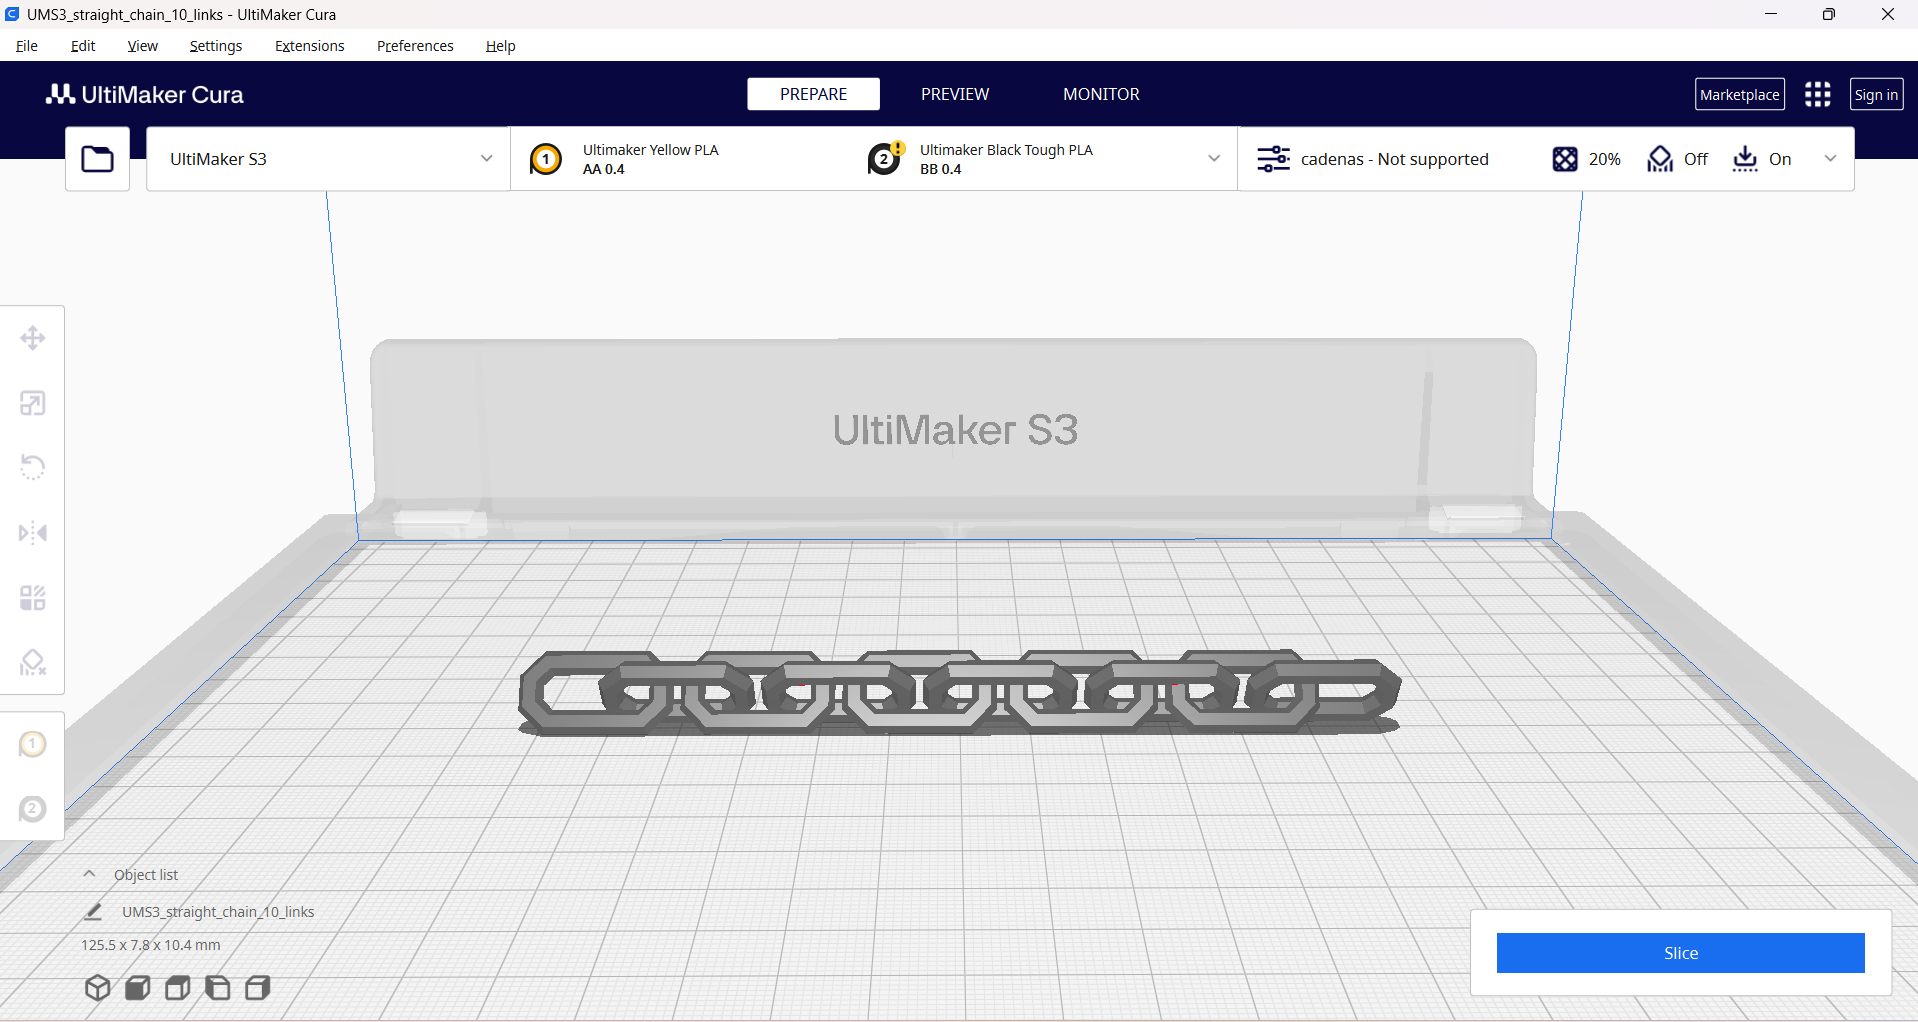 UMS3_straight_chain_10_links - UltiMaker Cura
File Edit View Settings Extensions Preferences Help
UltiMaker Cura
PREPARE PREVIEW MONITOR
Marketplace
Sign in
UltiMaker S3
1
Ultimaker Yellow PLA
AA 0.4
2
Ultimaker Black Tough PLA
BB 0.4
cadenas - Not supported
20%
Off
On
UltiMaker S3
1
2
Object list
UMS3_straight_chain_10_links
125.5 x 7.8 x 10.4 mm
Slice